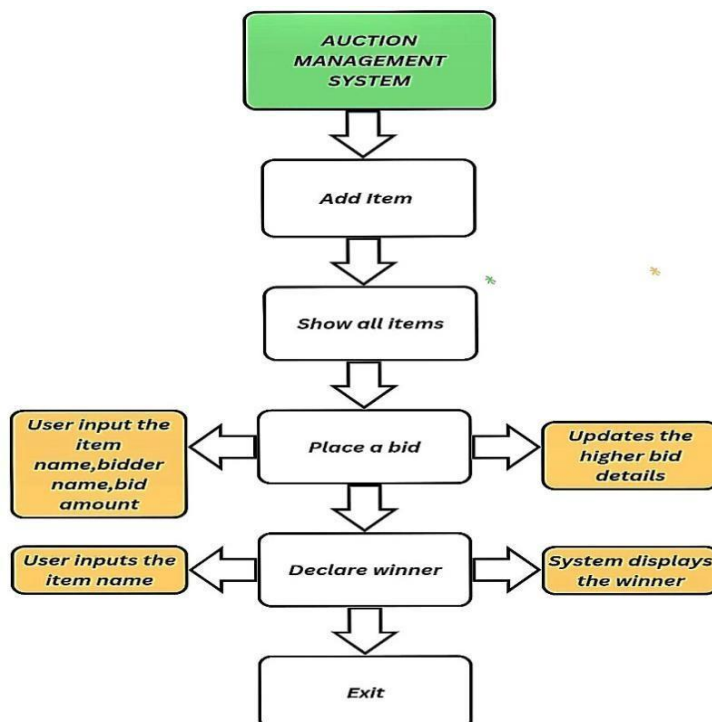 AUCTION
MANAGEMENT
SYSTEM
Add Item
Show all items
User input the
item
name,bidder
name,bid
amount
Place a bid
Updates the
higher bid
details
User inputs the
item name
Declare winner
System displays
the winner
Exit